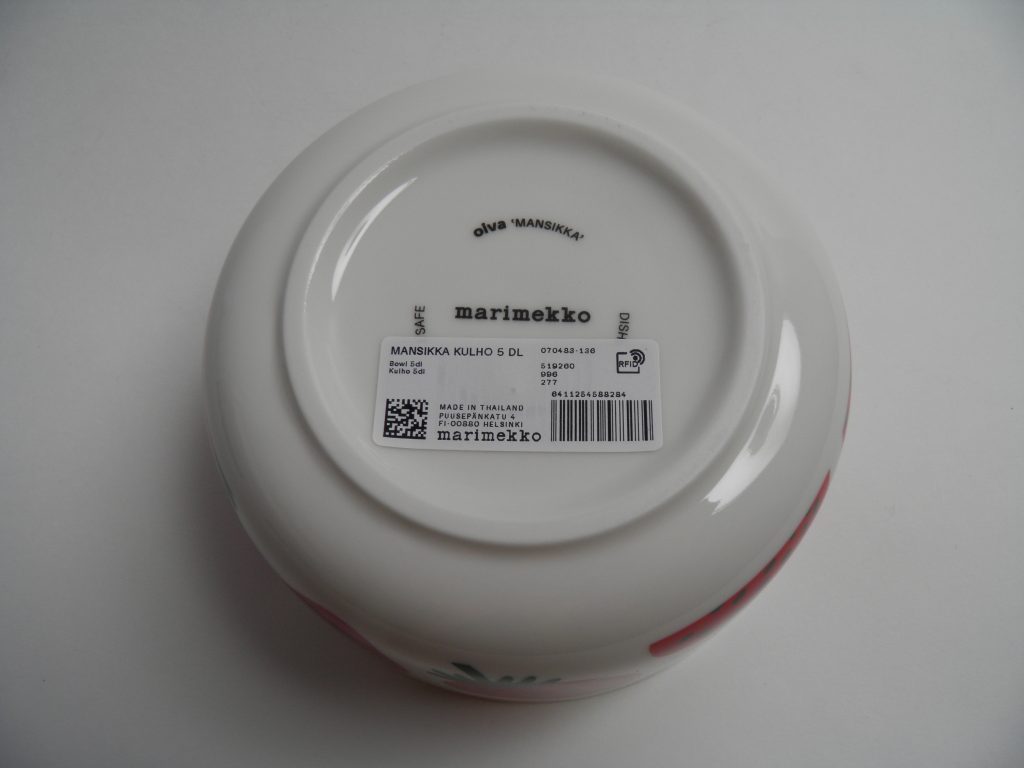 oiva 'MANSIKKA'
marimekko
SAFE
DISH
MANSIKKA KULHO 5 DL 070483-136
Bowl 5dl 519260
Kulho 5dl 996
277
RFID
6411254588284
MADE IN THAILAND
PUUSEPÄNKATU 4
FI-00880 HELSINKI
marimekko